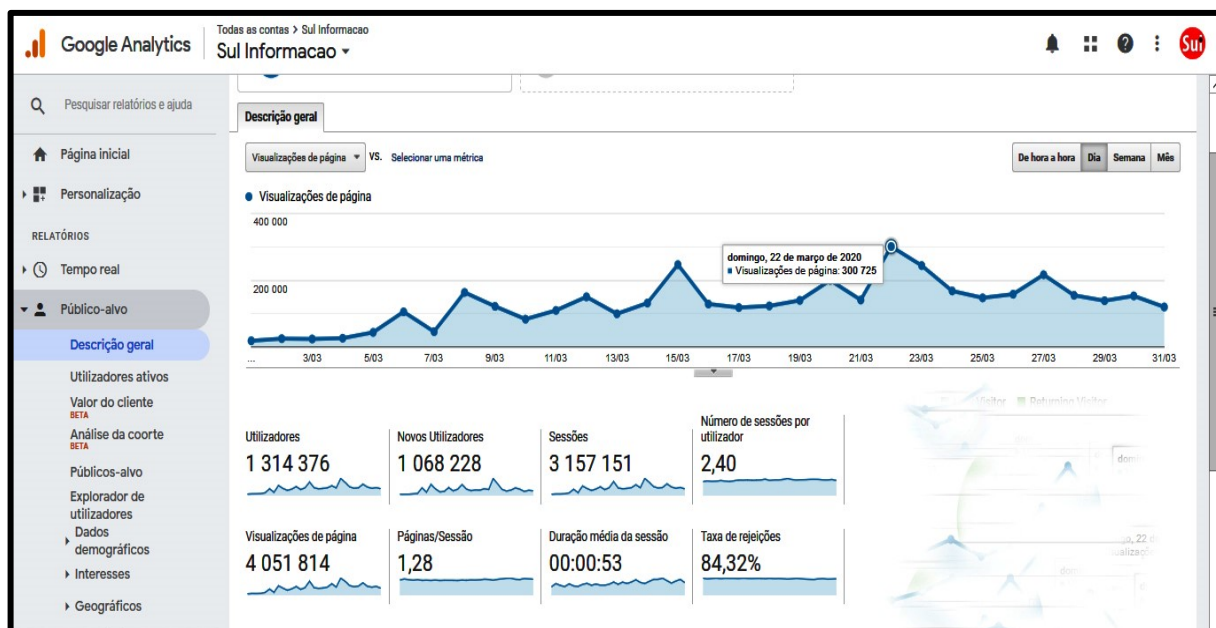 Google Analytics
Todas as contas > Sul Informacao
Sul Informacao
Sui
Pesquisar relatórios e ajuda
Página inicial
Personalização
RELATÓRIOS
Tempo real
Público-alvo
Descrição geral
Utilizadores ativos
Valor do cliente
BETA
Análise da coorte
BETA
Públicos-alvo
Explorador de
utilizadores
Dados
demográficos
Interesses
Geográficos
Descrição geral
Visualizações de página VS. Selecionar uma métrica
De hora a hora Dia Semana Mês
Visualizações de página
400 000
200 000
domingo, 22 de março de 2020
Visualizações de página: 300 725
... 3/03 5/03 7/03 9/03 11/03 13/03 15/03 17/03 19/03 21/03 23/03 25/03 27/03 29/03 31/03
Utilizadores
1 314 376
Novos Utilizadores
1 068 228
Sessões
3 157 151
Número de sessões por
utilizador
2,40
Visualizações de página
4 051 814
Páginas/Sessão
1,28
Duração média da sessão
00:00:53
Taxa de rejeições
84,32%
Visitor Returning Visitor